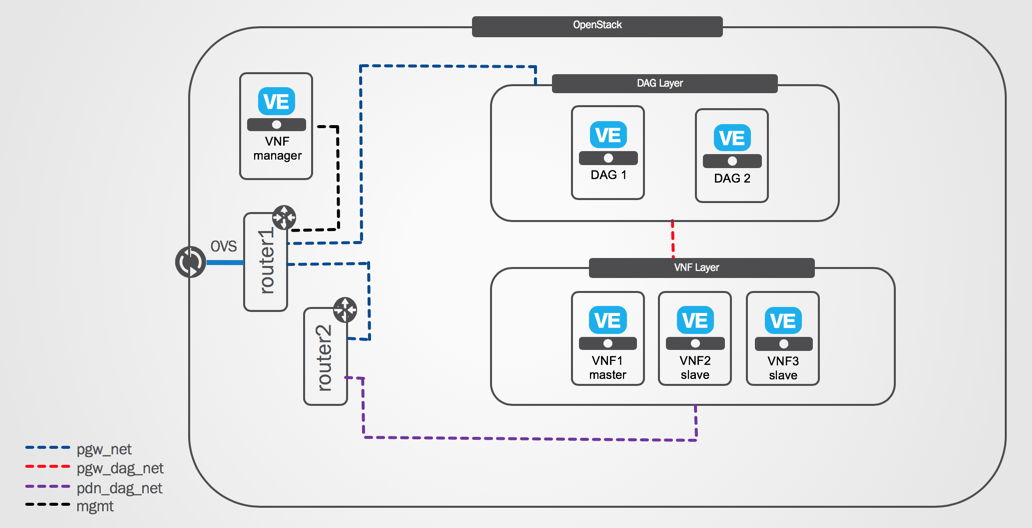 OpenStack
DAG Layer
VE
VNF
manager
VE
DAG 1
VE
DAG 2
OVS
router1
VNF Layer
router2
VE
VNF1
master
VE
VNF2
slave
VE
VNF3
slave
pgw_net
pgw_dag_net
pdn_dag_net
mgmt